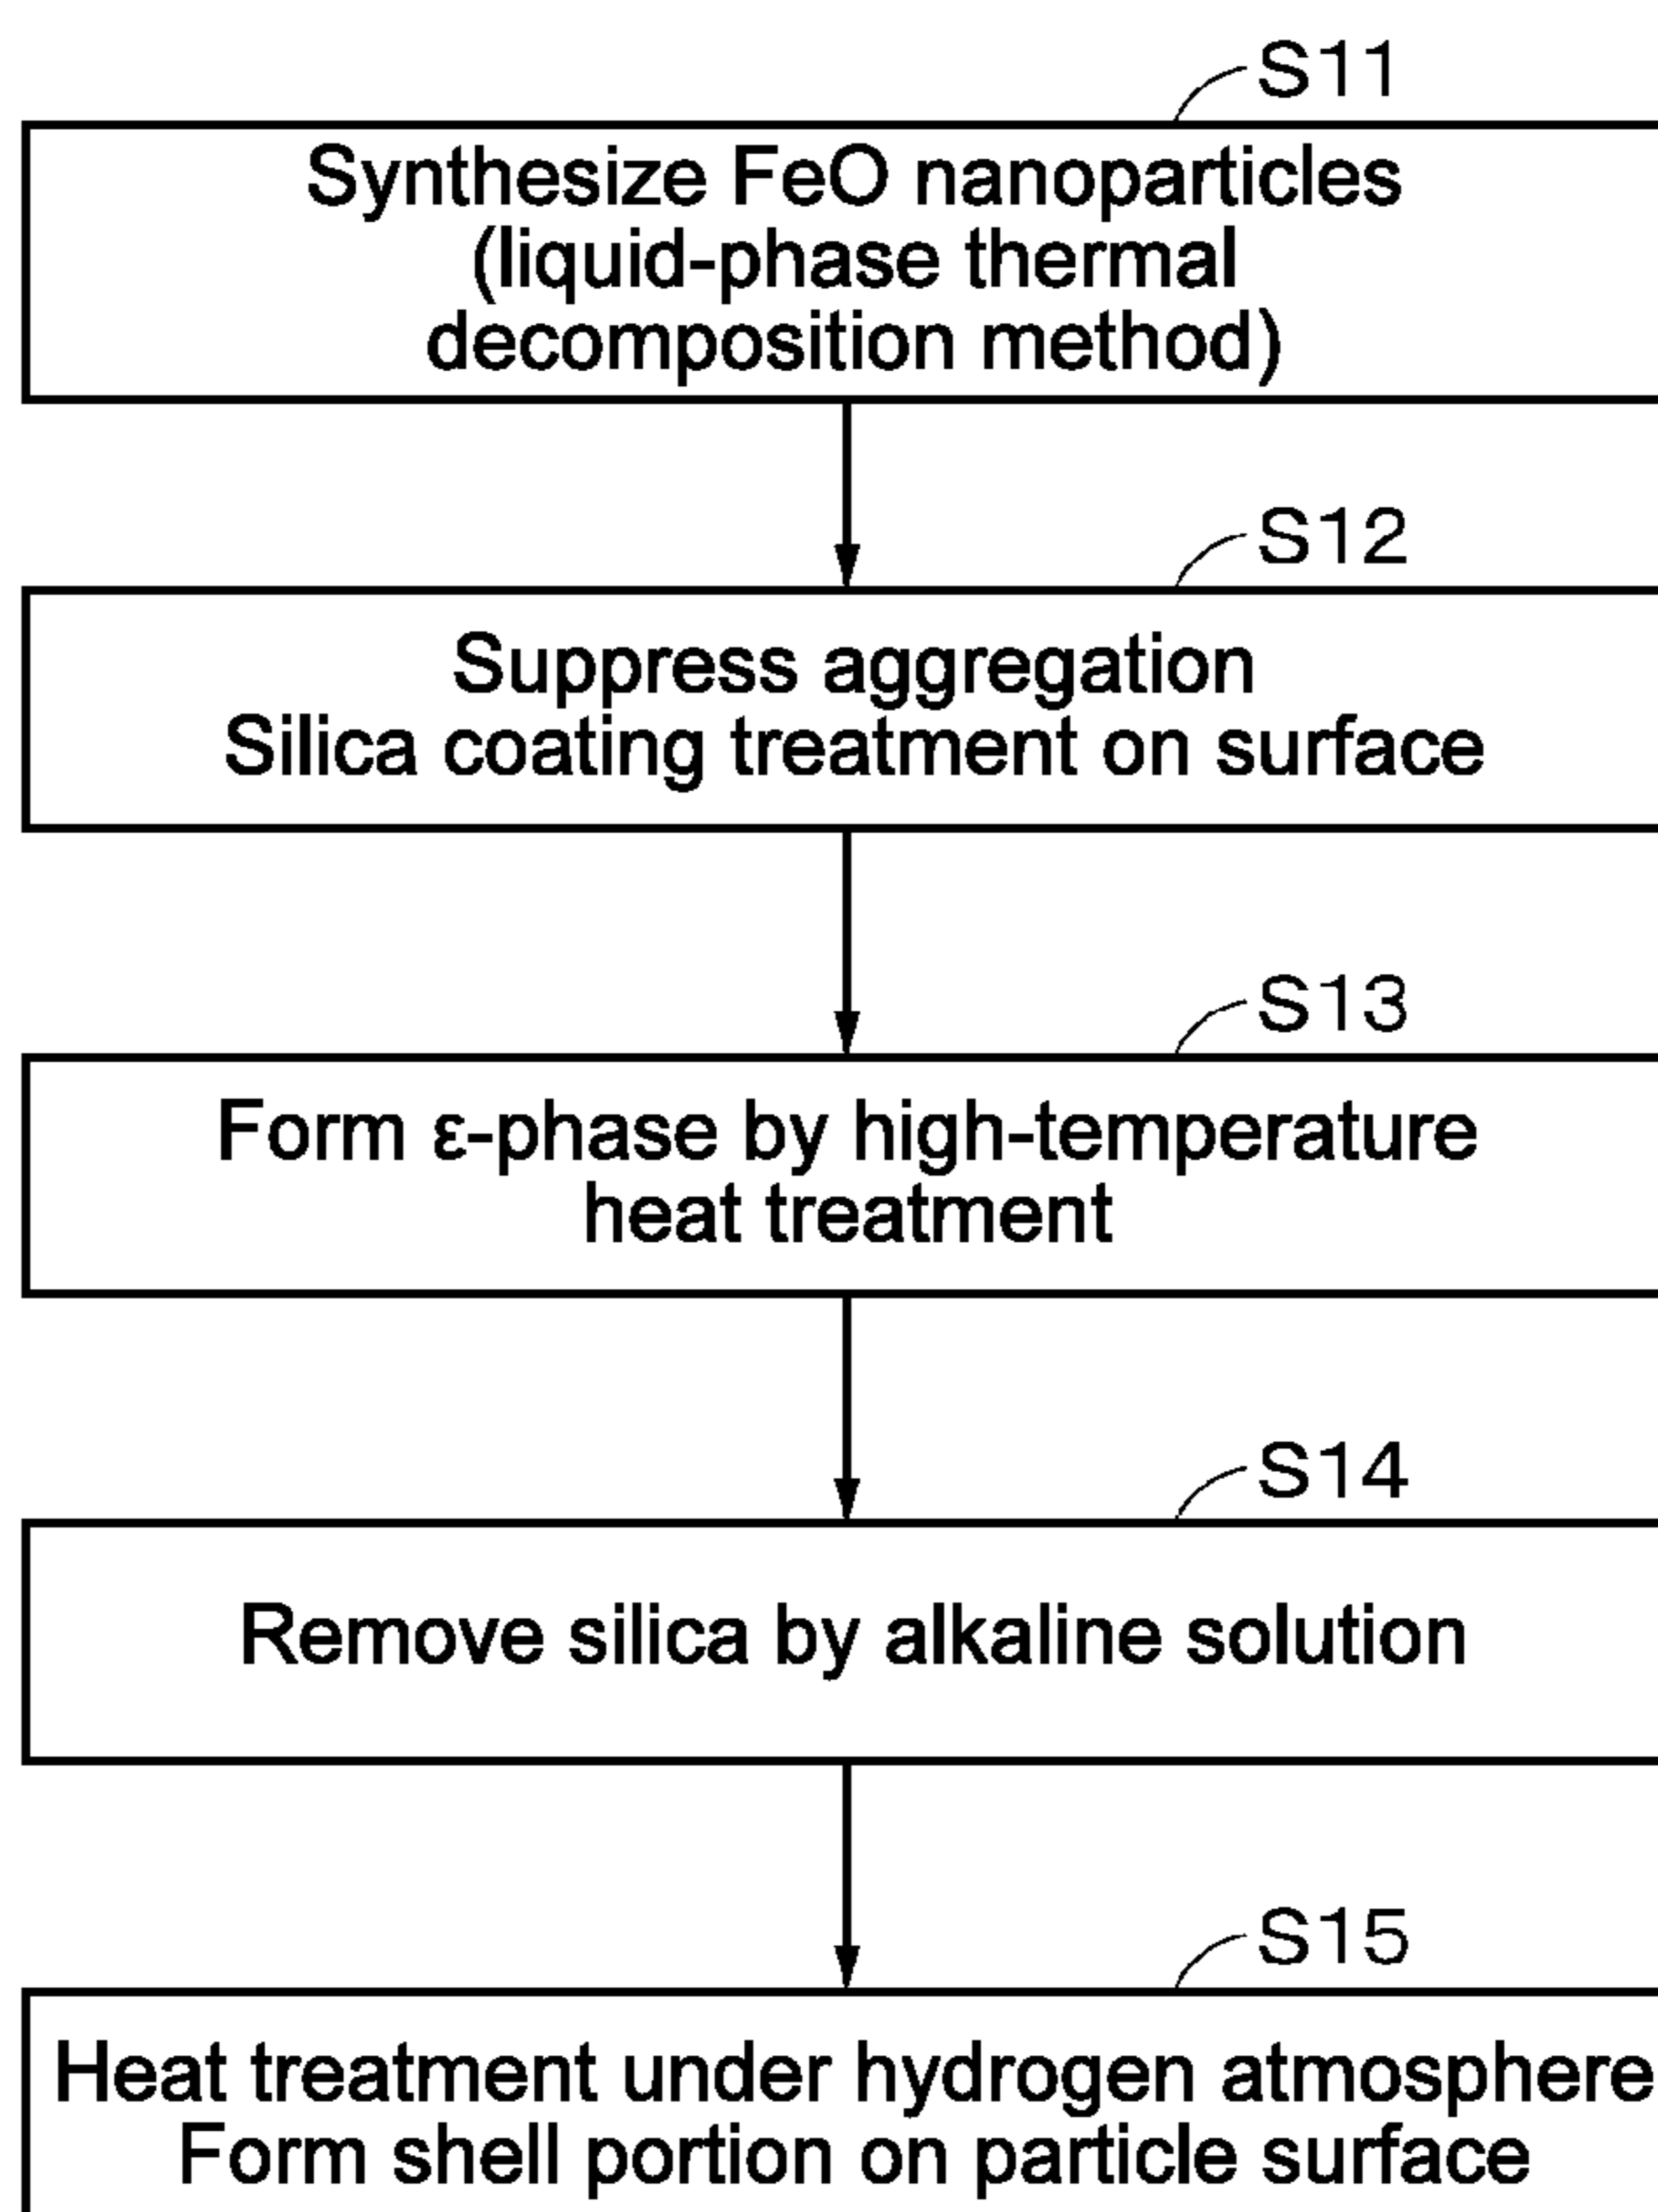 S11
Synthesize FeO nanoparticles
(liquid-phase thermal
decomposition method)
S12
Suppress aggregation
Silica coating treatment on surface
S13
Form ε-phase by high-temperature
heat treatment
S14
Remove silica by alkaline solution
S15
Heat treatment under hydrogen atmosphere
Form shell portion on particle surface